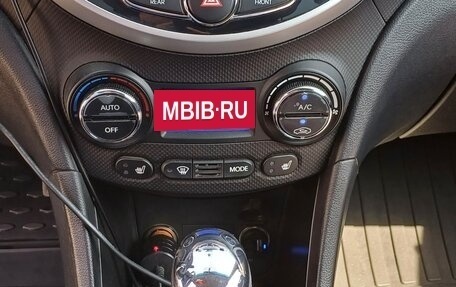 REAR
FRONT
AUTO
OFF
MBIB·RU
A/C
MODE